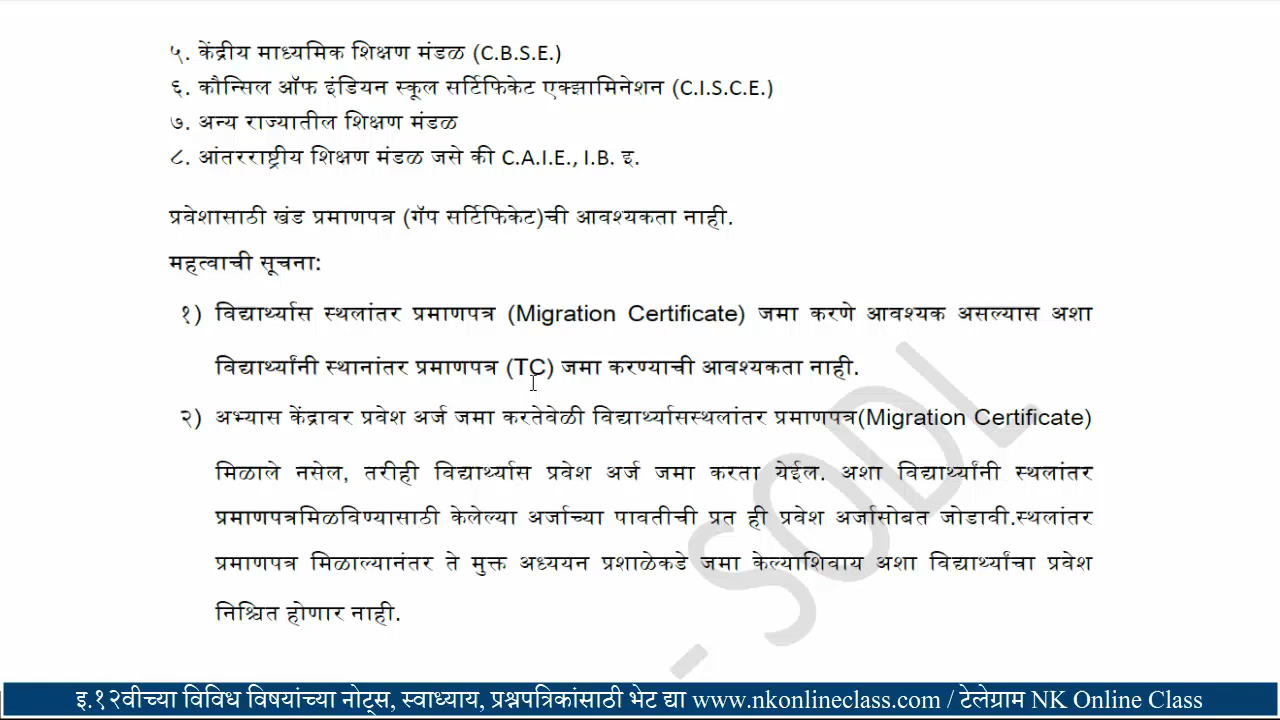 ५. केंद्रीय माध्यमिक शिक्षण मंडळ (C.B.S.E.)
६. कौन्सिल ऑफ इंडियन स्कूल सर्टिफिकेट एक्झामिनेशन (C.I.S.C.E.)
७. अन्य राज्यातील शिक्षण मंडळ
८. आंतरराष्ट्रीय शिक्षण मंडळ जसे की C.A.I.E., I.B. इ.
प्रवेशासाठी खंड प्रमाणपत्र (गॅप सर्टिफिकेट)ची आवश्यकता नाही.
महत्वाची सूचना:
१) विद्यार्थ्यास स्थलांतर प्रमाणपत्र (Migration Certificate) जमा करणे आवश्यक असल्यास अशा
विद्यार्थ्यांनी स्थानांतर प्रमाणपत्र (TC) जमा करण्याची आवश्यकता नाही.
२) अभ्यास केंद्रावर प्रवेश अर्ज जमा करतेवेळी विद्यार्थ्यासस्थलांतर प्रमाणपत्र(Migration Certificate)
मिळाले नसेल, तरीही विद्यार्थ्यास प्रवेश अर्ज जमा करता येईल. अशा विद्यार्थ्यांनी स्थलांतर
प्रमाणपत्रमिळविण्यासाठी केलेल्या अर्जाच्या पावतीची प्रत ही प्रवेश अर्जासोबत जोडावी.स्थलांतर
प्रमाणपत्र मिळाल्यानंतर ते मुक्त अध्ययन प्रशाळेकडे जमा केल्याशिवाय अशा विद्यार्थ्यांचा प्रवेश
निश्चित होणार नाही.
- SODL
इ.१२वीच्या विविध विषयांच्या नोट्स, स्वाध्याय, प्रश्नपत्रिकांसाठी भेट द्या www.nkonlineclass.com / टेलेग्राम NK Online Class